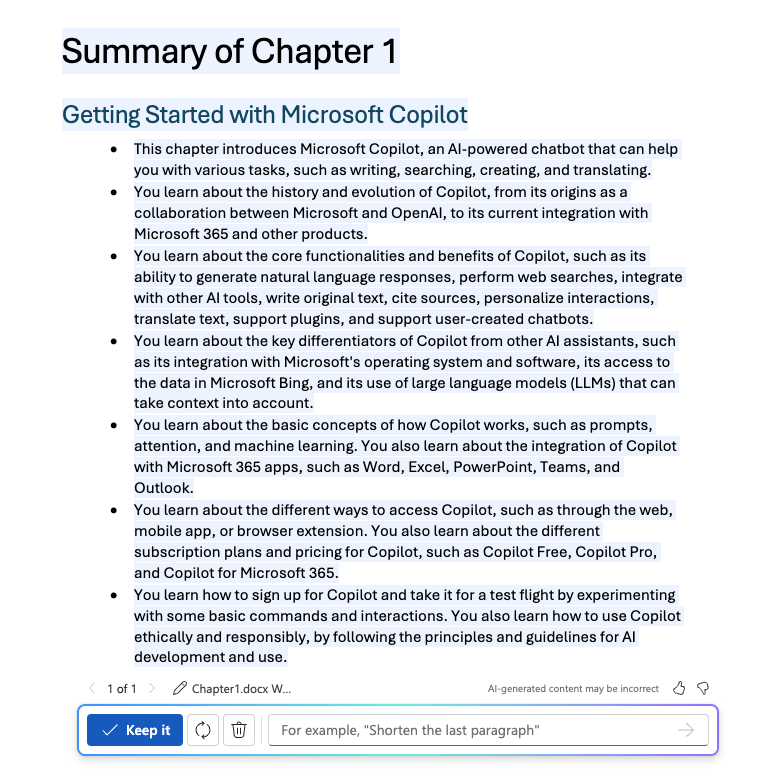 Summary of Chapter 1
Getting Started with Microsoft Copilot
• This chapter introduces Microsoft Copilot, an AI-powered chatbot that can help
you with various tasks, such as writing, searching, creating, and translating.
• You learn about the history and evolution of Copilot, from its origins as a
collaboration between Microsoft and OpenAI, to its current integration with
Microsoft 365 and other products.
• You learn about the core functionalities and benefits of Copilot, such as its
ability to generate natural language responses, perform web searches, integrate
with other AI tools, write original text, cite sources, personalize interactions,
translate text, support plugins, and support user-created chatbots.
• You learn about the key differentiators of Copilot from other AI assistants, such
as its integration with Microsoft's operating system and software, its access to
the data in Microsoft Bing, and its use of large language models (LLMs) that can
take context into account.
• You learn about the basic concepts of how Copilot works, such as prompts,
attention, and machine learning. You also learn about the integration of Copilot
with Microsoft 365 apps, such as Word, Excel, PowerPoint, Teams, and
Outlook.
• You learn about the different ways to access Copilot, such as through the web,
mobile app, or browser extension. You also learn about the different
subscription plans and pricing for Copilot, such as Copilot Free, Copilot Pro,
and Copilot for Microsoft 365.
• You learn how to sign up for Copilot and take it for a test flight by experimenting
with some basic commands and interactions. You also learn how to use Copilot
ethically and responsibly, by following the principles and guidelines for AI
development and use.
1 of 1 Chapter1.docx W... AI-generated content may be incorrect
Keep it For example, "Shorten the last paragraph"